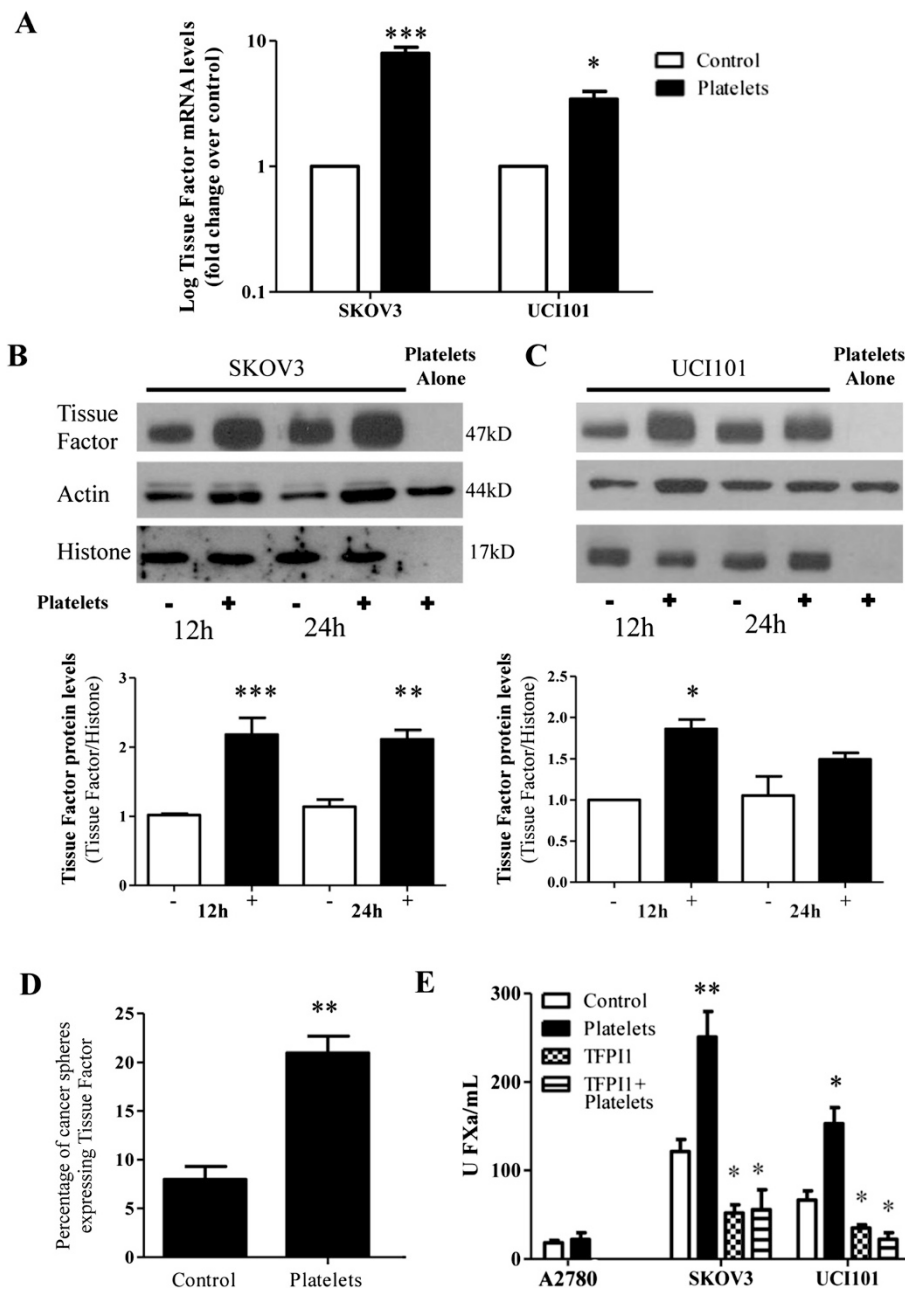 A
Log Tissue Factor mRNA levels
(fold change over control)
10
1
0.1
***
*
Control
Platelets
SKOV3
UCI101
B
SKOV3
Platelets
Alone
Tissue
Factor
47kD
Actin
44kD
Histone
17kD
Platelets
- + - + +
12h 24h
C
UCI101
Platelets
Alone
- + - + +
12h 24h
Tissue Factor protein levels
(Tissue Factor/Histone)
3
2
1
0
***
**
- + - +
12h 24h
Tissue Factor protein levels
(Tissue Factor/Histone)
2.5
2.0
1.5
1.0
0.5
0.0
*
- + - +
12h 24h
D
Percentage of cancer spheres
expressing Tissue Factor
25
20
15
10
5
0
**
Control Platelets
E
U FXa/mL
300
200
100
0
Control
Platelets
TFPI1
TFPI1+
Platelets
**
* *
*
*
*
A2780 SKOV3 UCI101